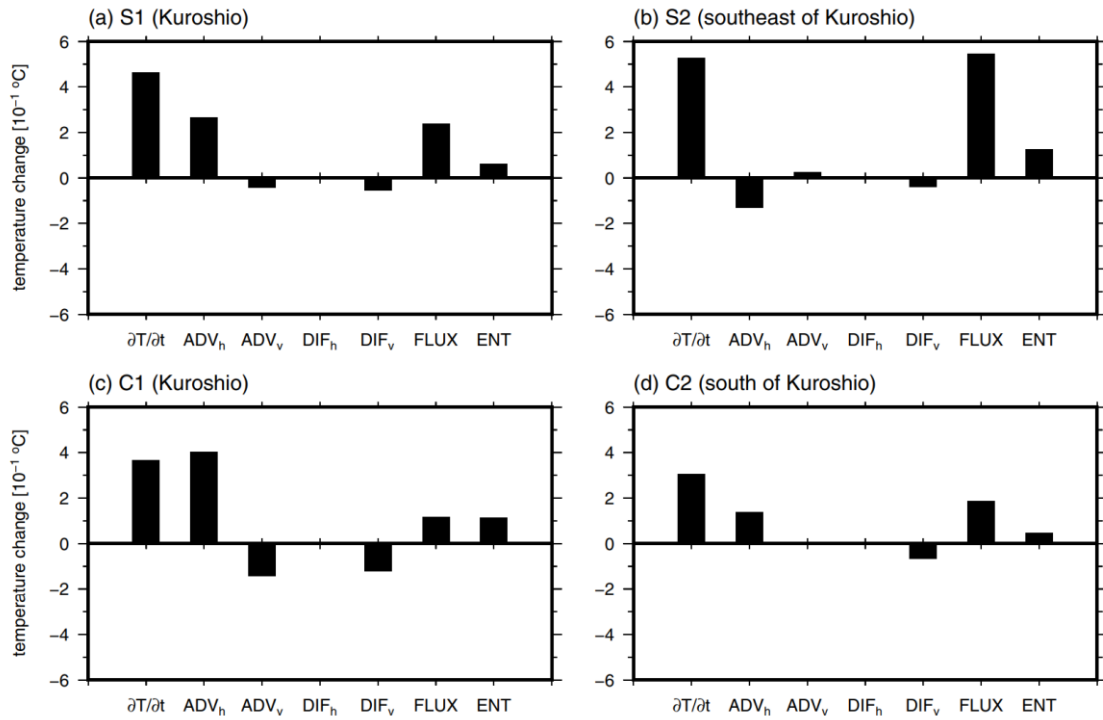 (a) S1 (Kuroshio)
temperature change [10⁻¹ ºC]
6
4
2
0
−2
−4
−6
∂T/∂t ADVₕ ADVᵥ DIFₕ DIFᵥ FLUX ENT
(b) S2 (southeast of Kuroshio)
6
4
2
0
−2
−4
−6
∂T/∂t ADVₕ ADVᵥ DIFₕ DIFᵥ FLUX ENT
(c) C1 (Kuroshio)
temperature change [10⁻¹ ºC]
6
4
2
0
−2
−4
−6
∂T/∂t ADVₕ ADVᵥ DIFₕ DIFᵥ FLUX ENT
(d) C2 (south of Kuroshio)
6
4
2
0
−2
−4
−6
∂T/∂t ADVₕ ADVᵥ DIFₕ DIFᵥ FLUX ENT